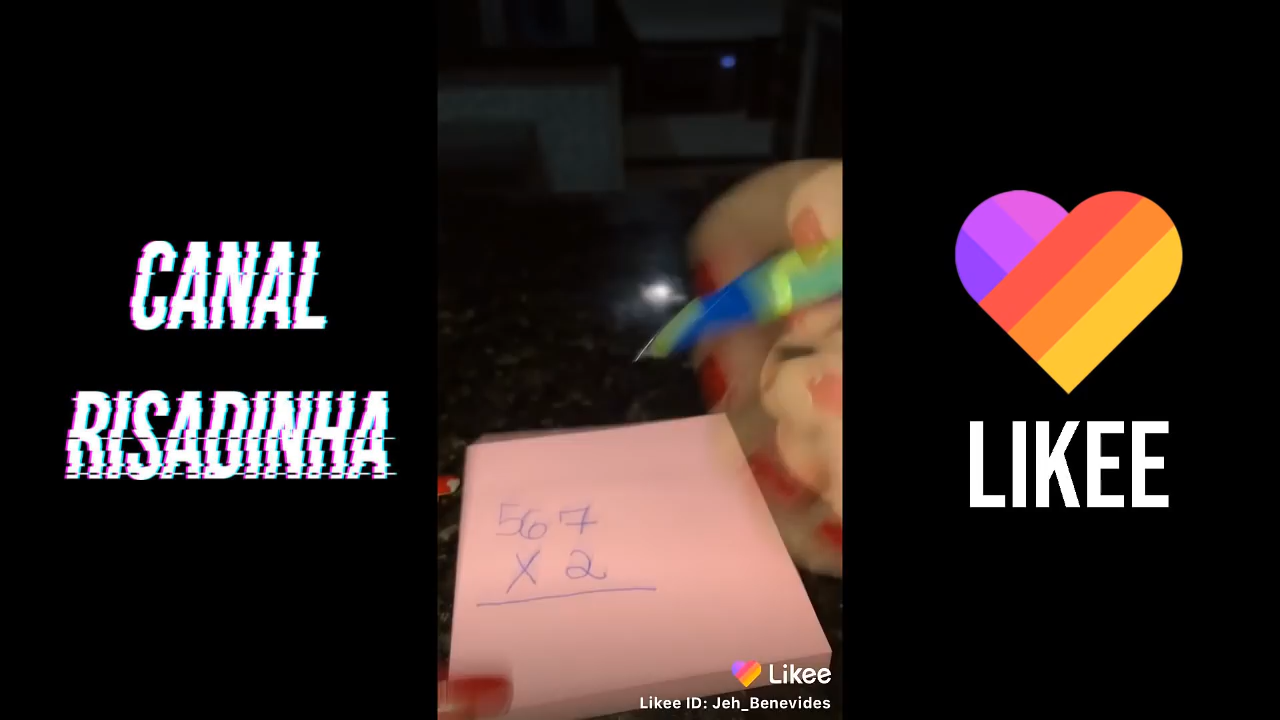 CANAL
RISADINHA
567
X 2
LIKEE
Likee
Likee ID: Jeh_Benevides